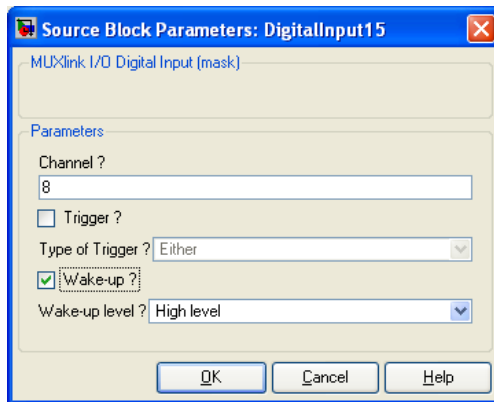 Source Block Parameters: DigitalInput15
MUXlink I/O Digital Input (mask)
Parameters
Channel ?
8
Trigger ?
Type of Trigger ? Either
Wake-up ?
Wake-up level ? High level
OK Cancel Help